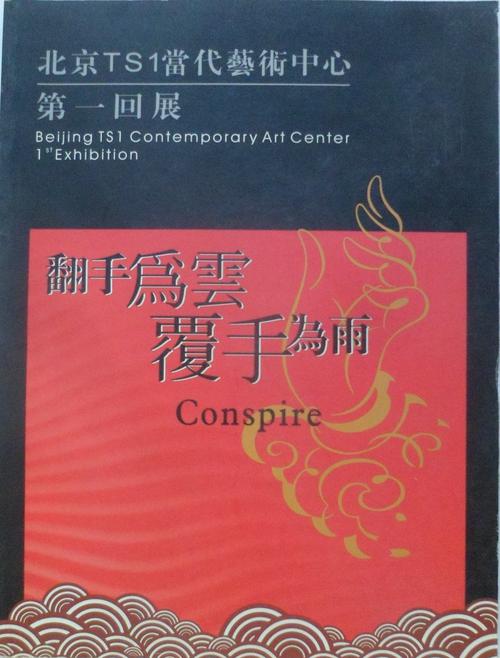 北京TS1當代藝術中心
第一回展
Beijing TS1 Contemporary Art Center
1st Exhibition
翻手爲雲
覆手為雨
Conspire